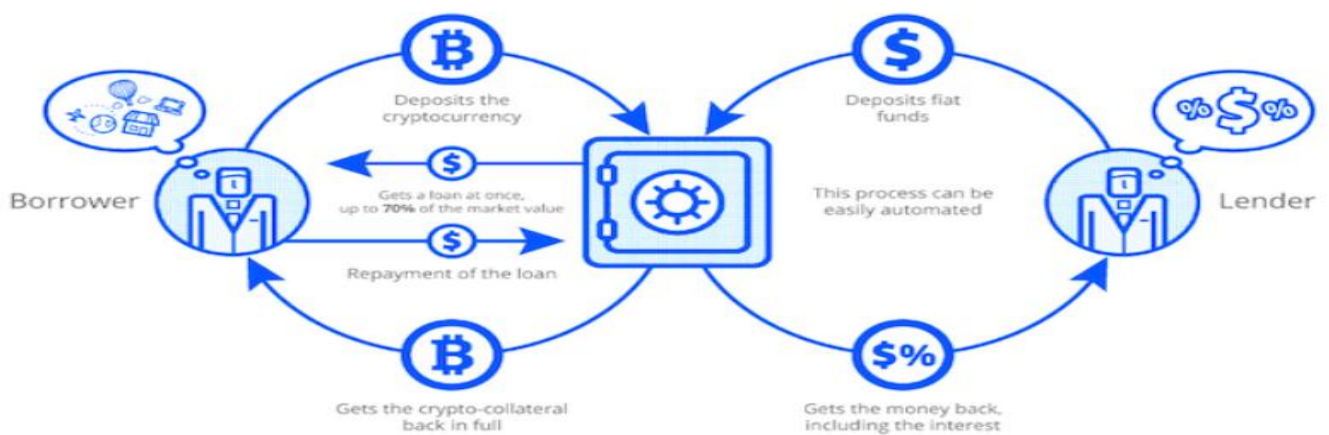 Deposits the
cryptocurrency
Deposits fiat
funds
Borrower
Gets a loan at once,
up to 70% of the market value
This process can be
easily automated
Lender
% $ %
$
$
$
Repayment of the loan
$%
Gets the crypto-collateral
back in full
Gets the money back,
including the interest